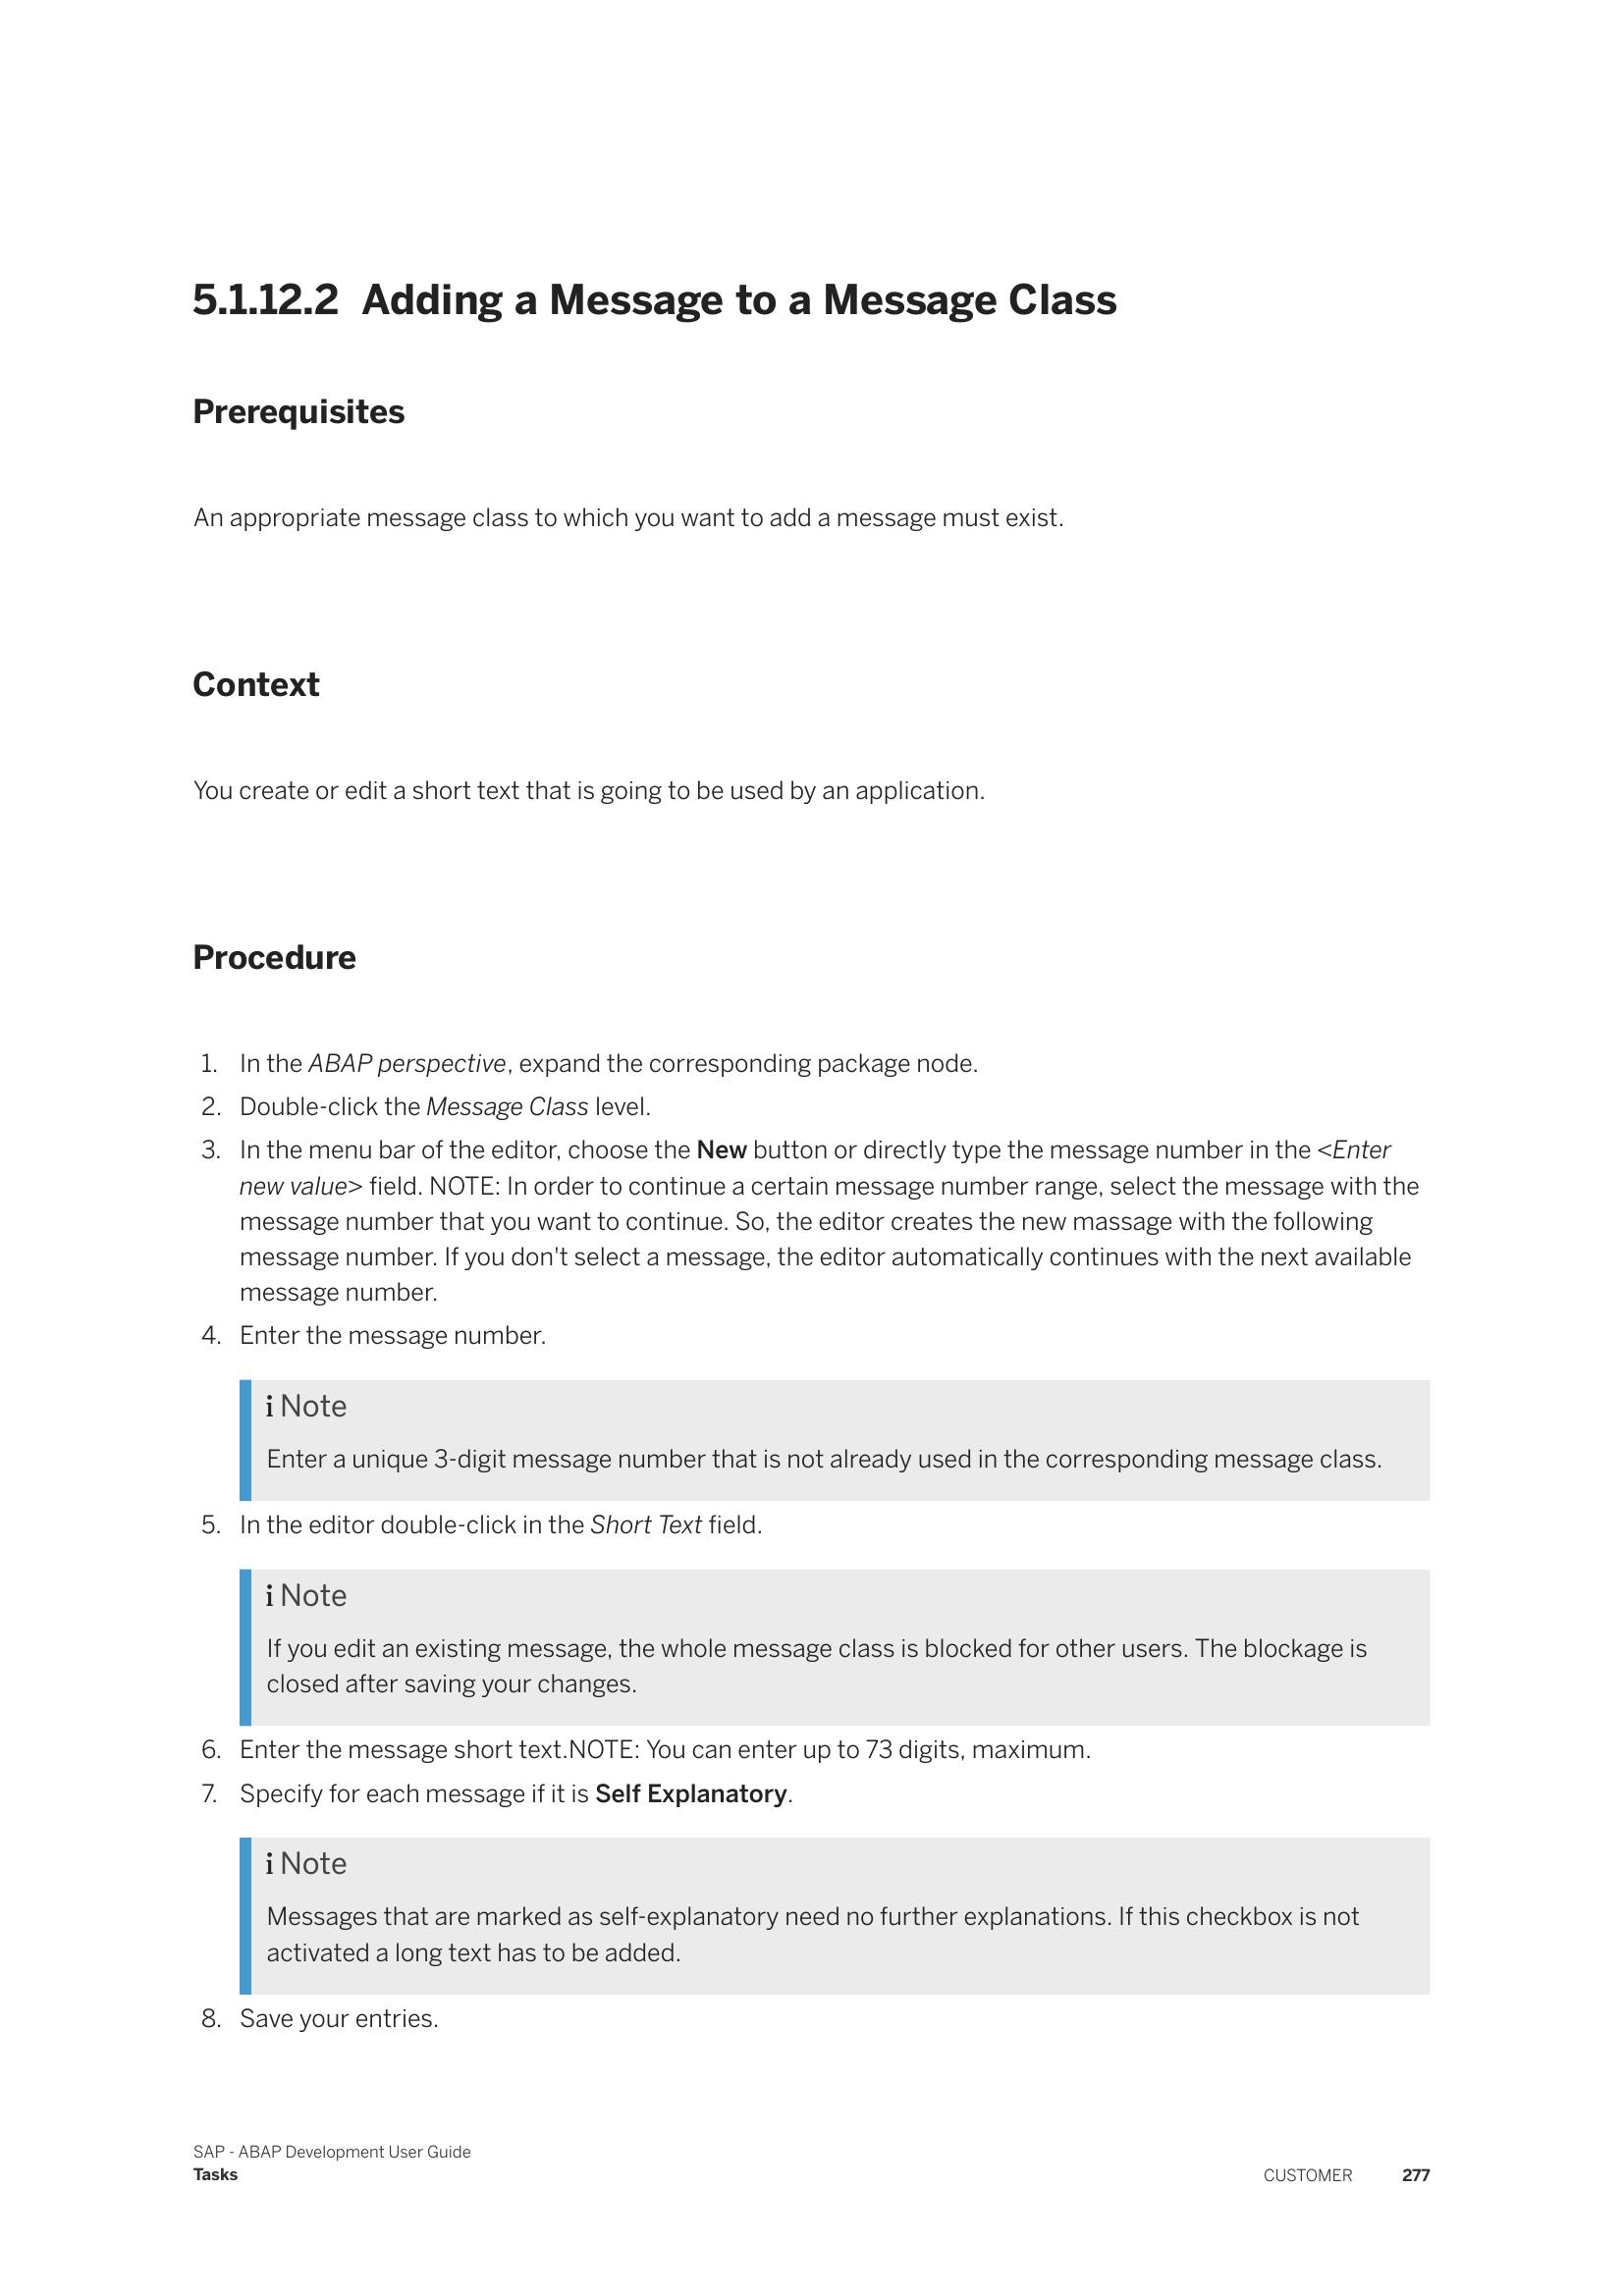 5.1.12.2 Adding a Message to a Message Class
Prerequisites
An appropriate message class to which you want to add a message must exist.
Context
You create or edit a short text that is going to be used by an application.
Procedure
1. In the ABAP perspective, expand the corresponding package node.
2. Double-click the Message Class level.
3. In the menu bar of the editor, choose the New button or directly type the message number in the <Enter
new value> field. NOTE: In order to continue a certain message number range, select the message with the
message number that you want to continue. So, the editor creates the new massage with the following
message number. If you don't select a message, the editor automatically continues with the next available
message number.
4. Enter the message number.
i Note
Enter a unique 3-digit message number that is not already used in the corresponding message class.
5. In the editor double-click in the Short Text field.
i Note
If you edit an existing message, the whole message class is blocked for other users. The blockage is
closed after saving your changes.
6. Enter the message short text.NOTE: You can enter up to 73 digits, maximum.
7. Specify for each message if it is Self Explanatory.
i Note
Messages that are marked as self-explanatory need no further explanations. If this checkbox is not
activated a long text has to be added.
8. Save your entries.
SAP - ABAP Development User Guide
Tasks
CUSTOMER 277